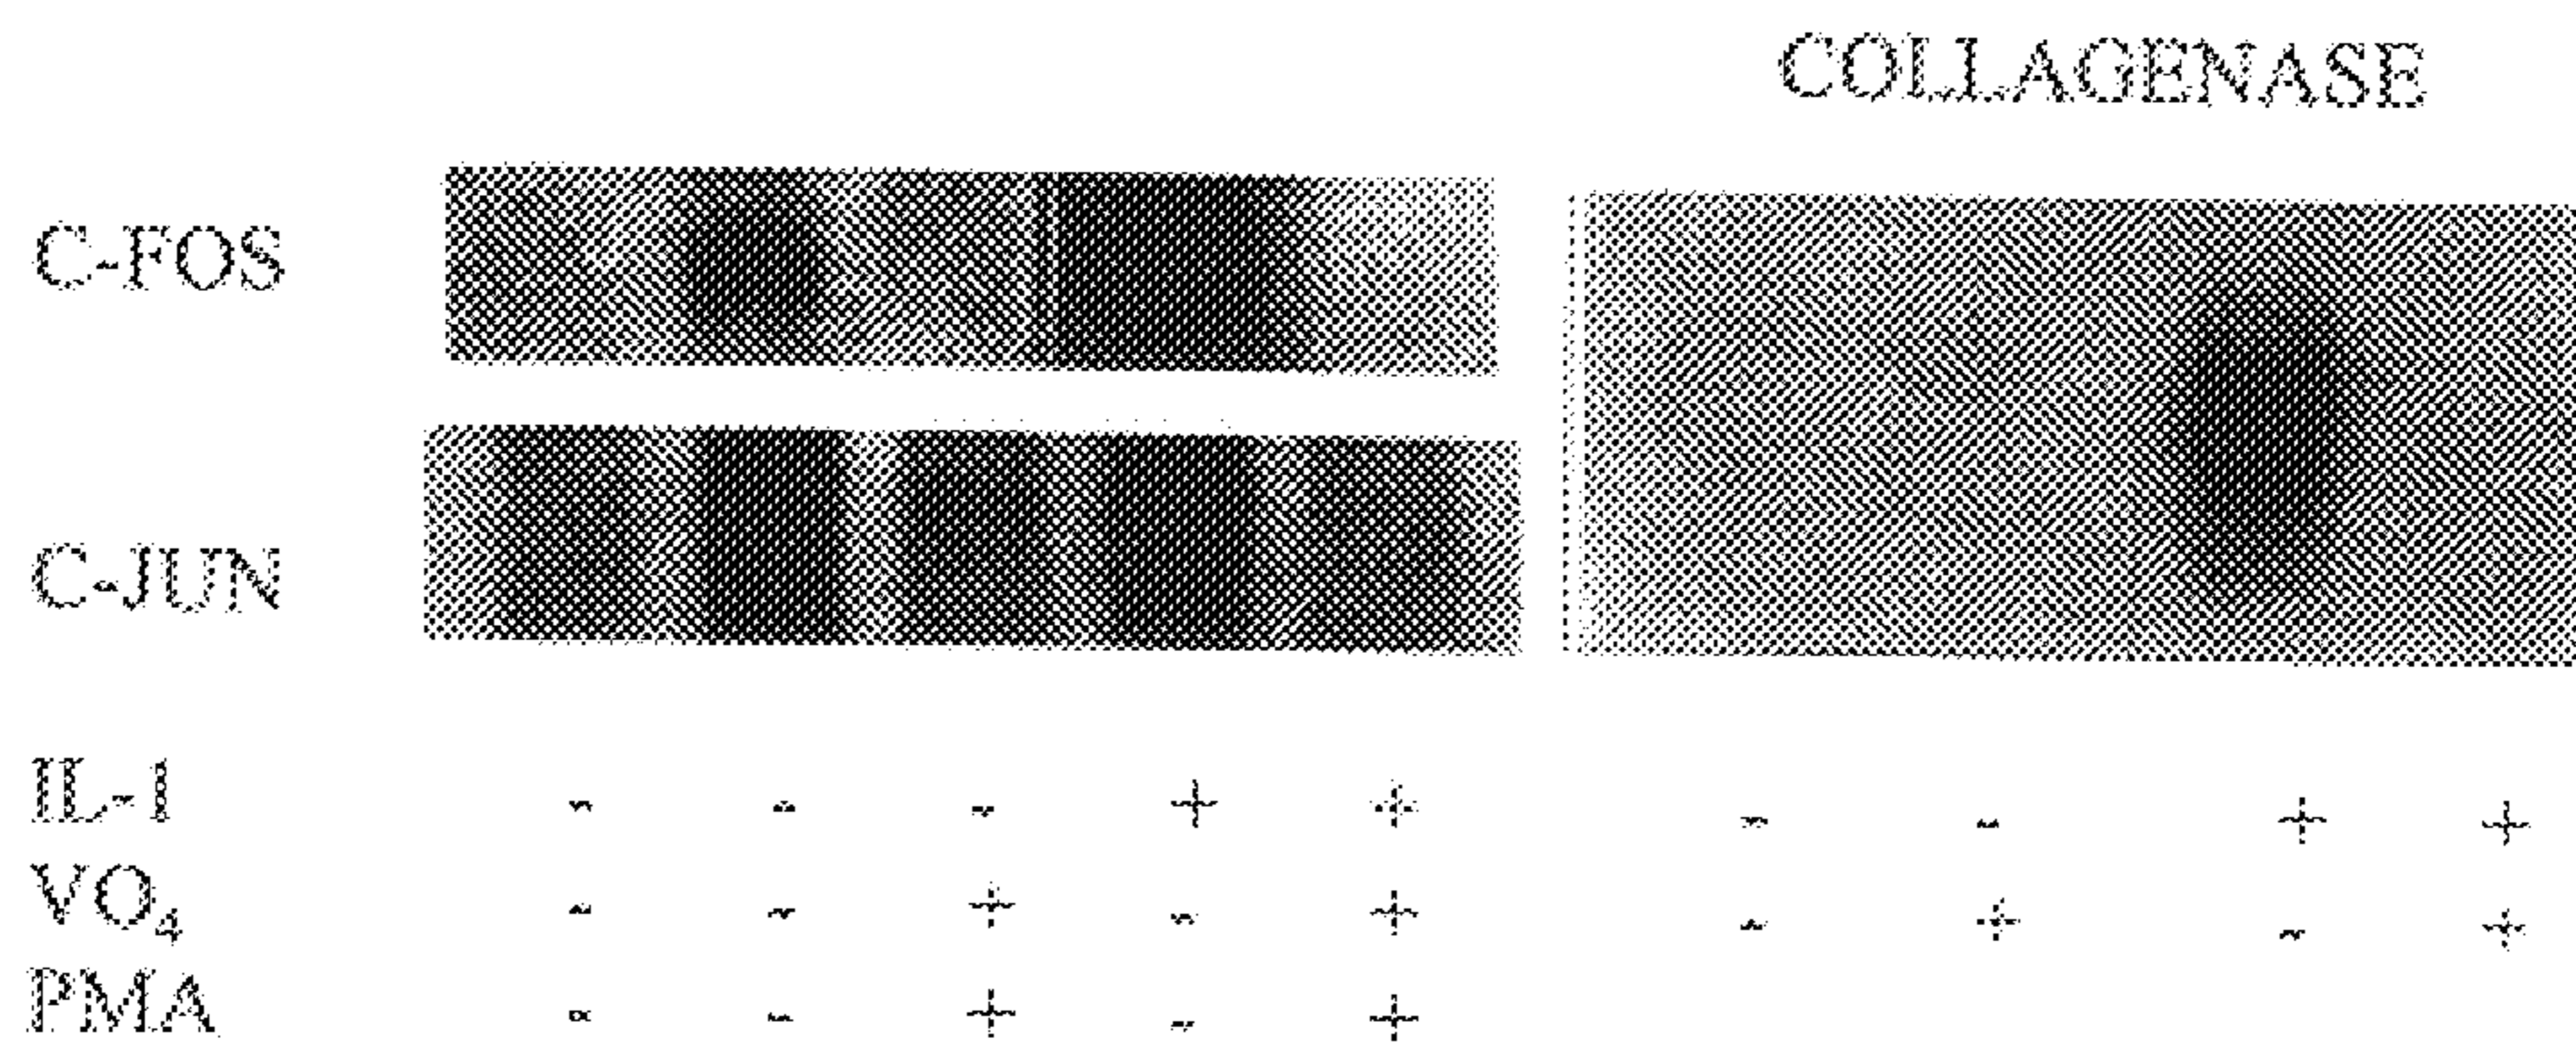 COLLAGENASE
C-FOS
C-JUN
IL-1 - - - + + - - + +
VO₄ - - + - + - + - +
PMA - - + - +